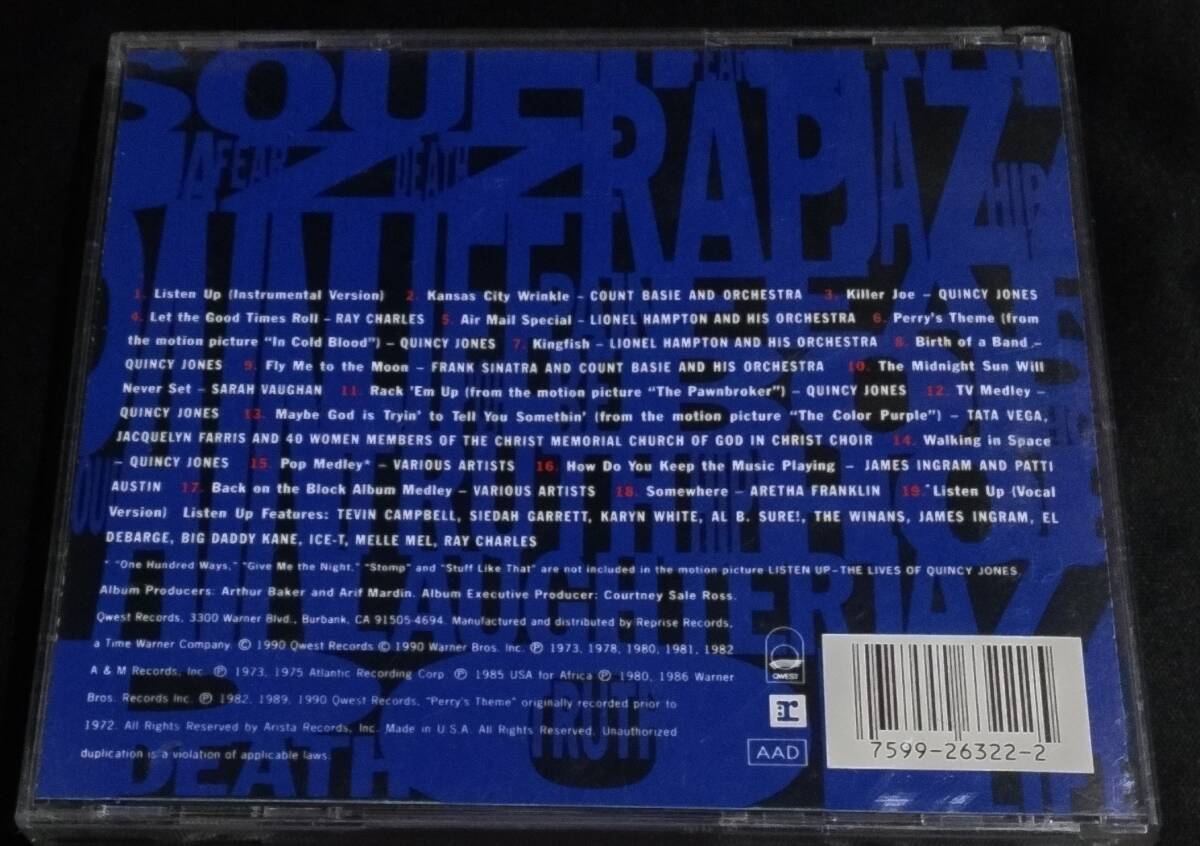 SOUL
FEAR
RAP
JAZZ
FEAR
DEATH
HIP
LIFE
1. Listen Up (Instrumental Version) 2. Kansas City Wrinkle – COUNT BASIE AND ORCHESTRA 3. Killer Joe – QUINCY JONES
4. Let the Good Times Roll – RAY CHARLES 5. Air Mail Special – LIONEL HAMPTON AND HIS ORCHESTRA 6. Perry's Theme (from
the motion picture "In Cold Blood") – QUINCY JONES 7. Kingfish – LIONEL HAMPTON AND HIS ORCHESTRA 8. Birth of a Band –
QUINCY JONES 9. Fly Me to the Moon – FRANK SINATRA AND COUNT BASIE AND HIS ORCHESTRA 10. The Midnight Sun Will
Never Set – SARAH VAUGHAN 11. Rack 'Em Up (from the motion picture "The Pawnbroker") – QUINCY JONES 12. TV Medley –
QUINCY JONES 13. Maybe God is Tryin' to Tell You Somethin' (from the motion picture "The Color Purple") – TATA VEGA,
JACQUELYN FARRIS AND 40 WOMEN MEMBERS OF THE CHRIST MEMORIAL CHURCH OF GOD IN CHRIST CHOIR 14. Walking in Space
– QUINCY JONES 15. Pop Medley* – VARIOUS ARTISTS 16. How Do You Keep the Music Playing – JAMES INGRAM AND PATTI
AUSTIN 17. Back on the Block Album Medley – VARIOUS ARTISTS 18. Somewhere – ARETHA FRANKLIN 19. Listen Up (Vocal
Version) Listen Up Features: TEVIN CAMPBELL, SIEDAH GARRETT, KARYN WHITE, AL B. SURE!, THE WINANS, JAMES INGRAM, EL
DEBARGE, BIG DADDY KANE, ICE-T, MELLE MEL, RAY CHARLES
* "One Hundred Ways," "Give Me the Night," "Stomp" and "Stuff Like That" are not included in the motion picture LISTEN UP–THE LIVES OF QUINCY JONES.
Album Producers: Arthur Baker and Arif Mardin. Album Executive Producer: Courtney Sale Ross.
Qwest Records, 3300 Warner Blvd., Burbank, CA 91505-4694. Manufactured and distributed by Reprise Records,
a Time Warner Company. © 1990 Qwest Records © 1990 Warner Bros. Inc. ℗ 1973, 1978, 1980, 1981, 1982
A & M Records, Inc. ℗ 1973, 1975 Atlantic Recording Corp. ℗ 1985 USA for Africa ℗ 1980, 1986 Warner
Bros. Records Inc. ℗ 1982, 1989, 1990 Qwest Records, "Perry's Theme" originally recorded prior to
1972. All Rights Reserved by Arista Records, Inc. Made in U.S.A. All Rights Reserved. Unauthorized
duplication is a violation of applicable laws.
LAUGHTER
JAZZ
TRUTH
DEATH
QWEST
r
AAD
7599-26322-2